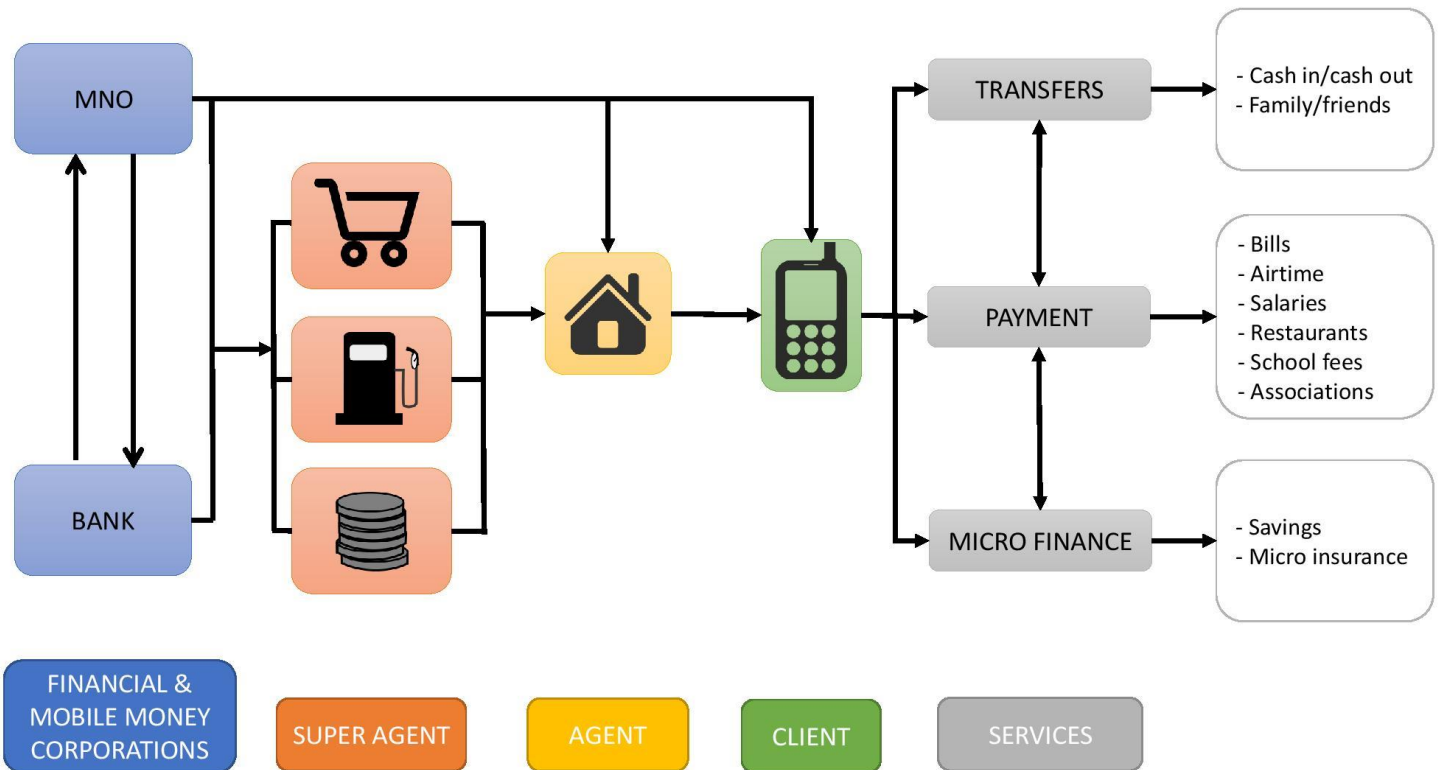 MNO
BANK
TRANSFERS
- Cash in/cash out
- Family/friends
PAYMENT
- Bills
- Airtime
- Salaries
- Restaurants
- School fees
- Associations
MICRO FINANCE
- Savings
- Micro insurance
FINANCIAL &
MOBILE MONEY
CORPORATIONS
SUPER AGENT
AGENT
CLIENT
SERVICES